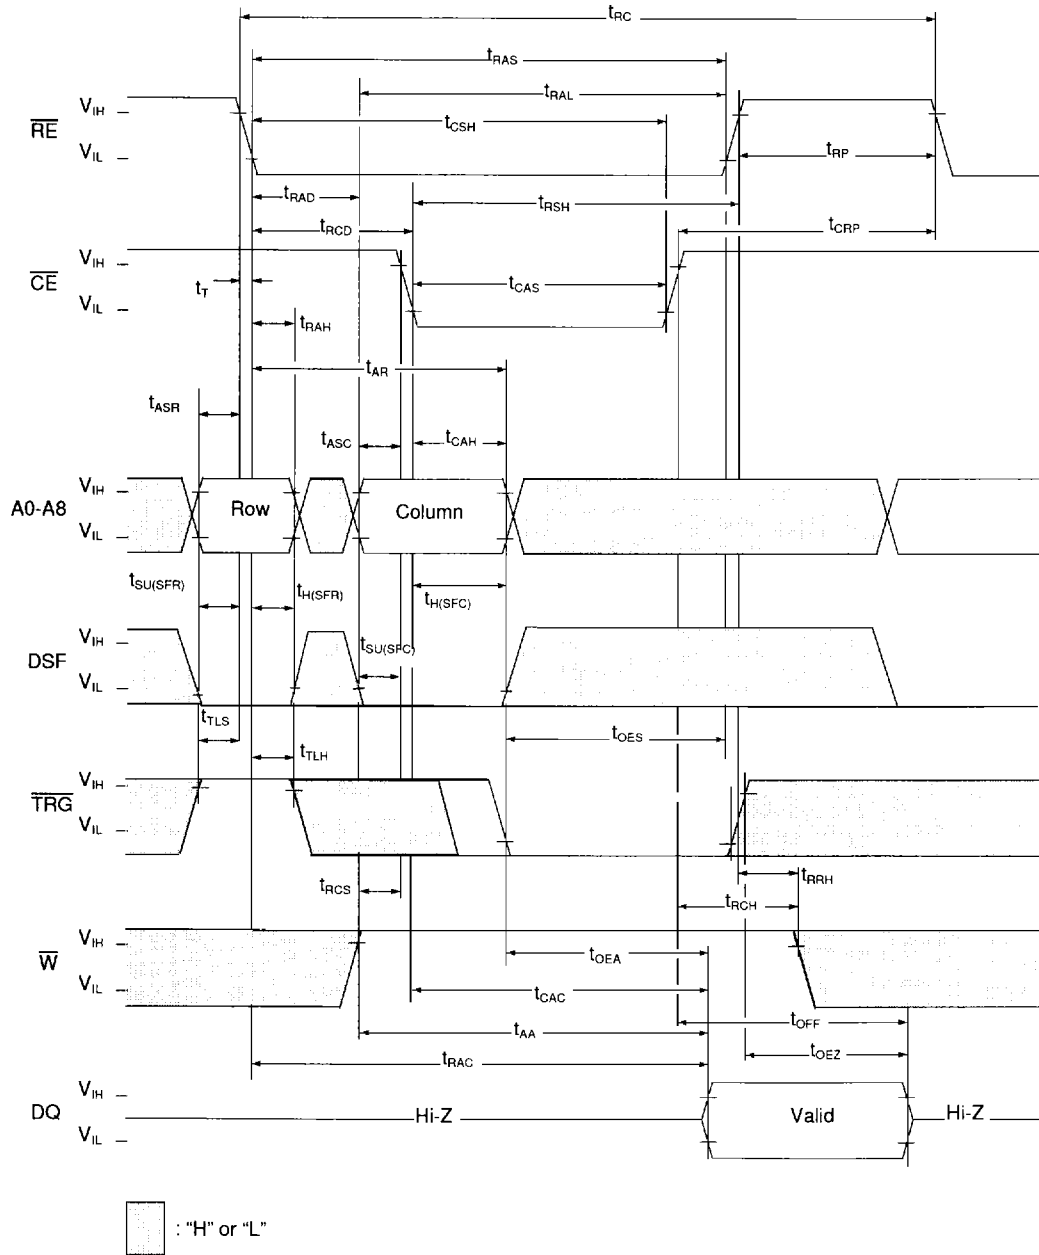 tRC
tRAS
tRAL
VIH
RE
tCSH
VIL
tRP
tRAD
tRSH
tRCD
tCRP
VIH
CE
tT
tCAS
VIL
tRAH
tAR
tASR
tASC
tCAH
VIH
A0-A8
Row
Column
VIL
tSU(SFR)
tH(SFR)
tH(SFC)
VIH
tSU(SFC)
DSF
VIL
tTLS
tOES
tTLH
VIH
TRG
VIL
tRCS
tRRH
tRCH
VIH
W
tOEA
VIL
tCAC
tOFF
tAA
tOEZ
tRAC
VIH
DQ
Hi-Z
Valid
Hi-Z
VIL
: “H” or “L”